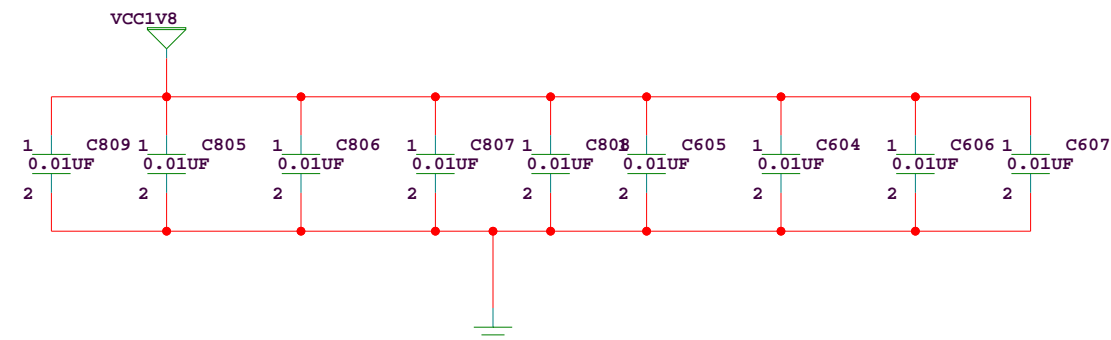 VCC1V8
1 C809 1 C805 1 C806 1 C807 1 C808 1 C605 1 C604 1 C606 1 C607
0.01UF 0.01UF 0.01UF 0.01UF 0.01UF 0.01UF 0.01UF 0.01UF 0.01UF
2 2 2 2 2 2 2 2 2